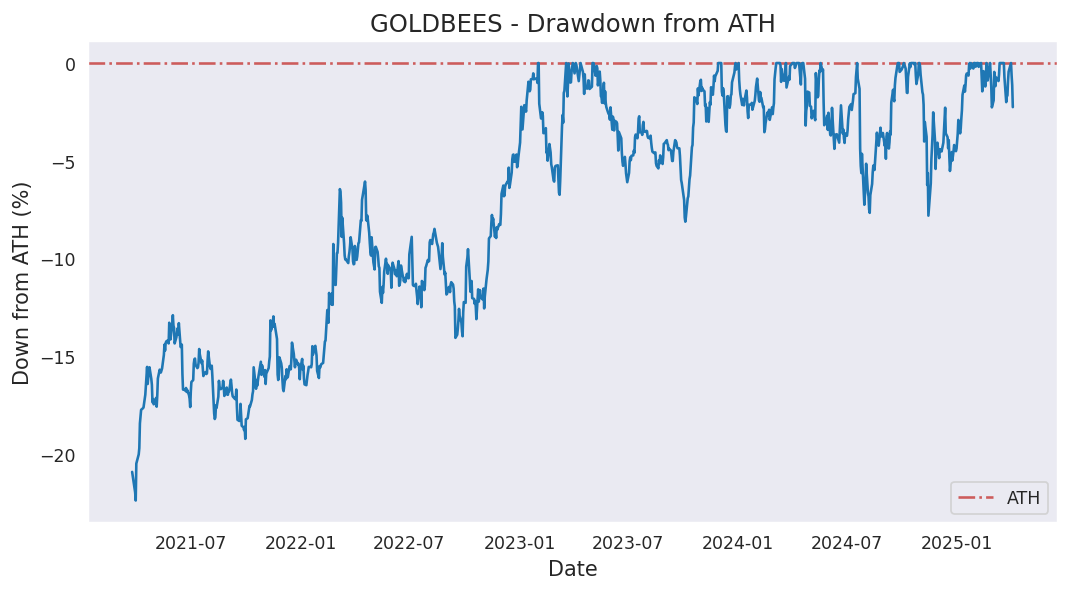 GOLDBEES - Drawdown from ATH
Down from ATH (%)
0
−5
−10
−15
−20
ATH
2021-07 2022-01 2022-07 2023-01 2023-07 2024-01 2024-07 2025-01
Date